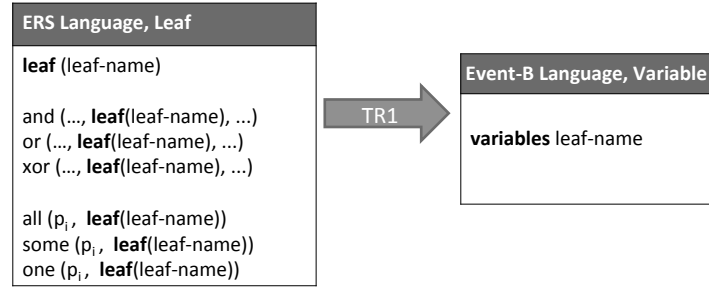 ERS Language, Leaf
leaf (leaf-name)
and (…, leaf(leaf-name), ...)
or (…, leaf(leaf-name), ...)
xor (…, leaf(leaf-name), ...)
all (pi , leaf(leaf-name))
some (pi , leaf(leaf-name))
one (pi , leaf(leaf-name))
TR1
Event-B Language, Variable
variables leaf-name